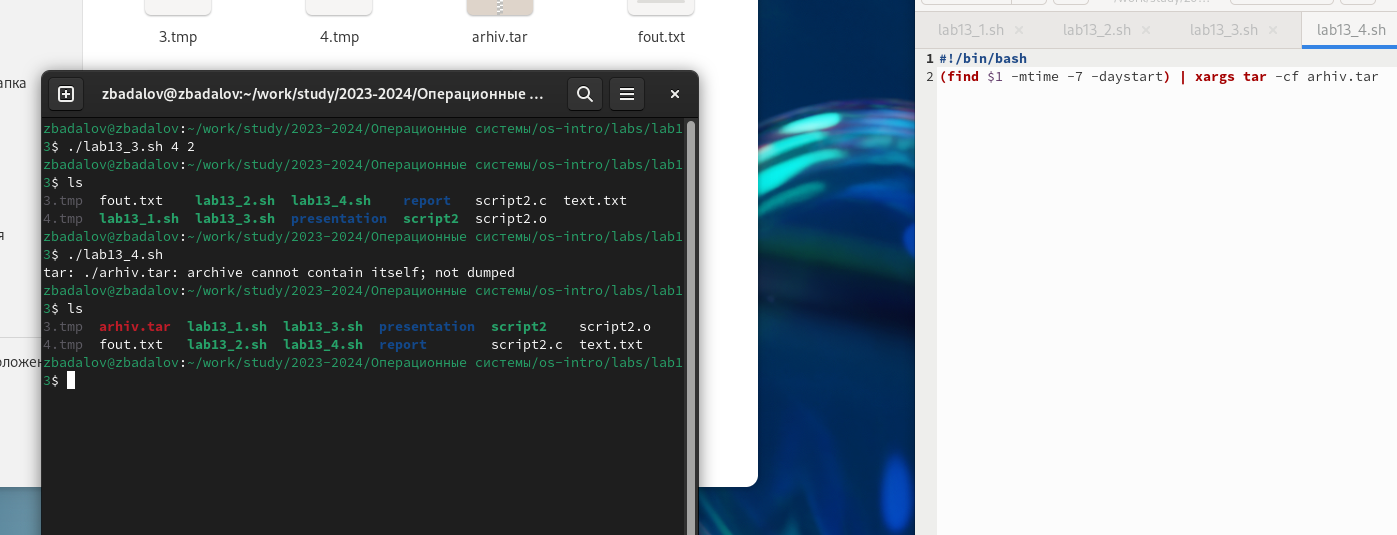 3.tmp
4.tmp
arhiv.tar
fout.txt
апка
я
оложен
zbadalov@zbadalov:~/work/study/2023-2024/Операционные ...
zbadalov@zbadalov:~/work/study/2023-2024/Операционные системы/os-intro/labs/lab1
3$ ./lab13_3.sh 4 2
zbadalov@zbadalov:~/work/study/2023-2024/Операционные системы/os-intro/labs/lab1
3$ ls
3.tmp fout.txt lab13_2.sh lab13_4.sh report script2.c text.txt
4.tmp lab13_1.sh lab13_3.sh presentation script2 script2.o
zbadalov@zbadalov:~/work/study/2023-2024/Операционные системы/os-intro/labs/lab1
3$ ./lab13_4.sh
tar: ./arhiv.tar: archive cannot contain itself; not dumped
zbadalov@zbadalov:~/work/study/2023-2024/Операционные системы/os-intro/labs/lab1
3$ ls
3.tmp arhiv.tar lab13_1.sh lab13_3.sh presentation script2 script2.o
4.tmp fout.txt lab13_2.sh lab13_4.sh report script2.c text.txt
zbadalov@zbadalov:~/work/study/2023-2024/Операционные системы/os-intro/labs/lab1
3$
lab13_1.sh × lab13_2.sh × lab13_3.sh × lab13_4.sh
1 #!/bin/bash
2 (find $1 -mtime -7 -daystart) | xargs tar -cf arhiv.tar